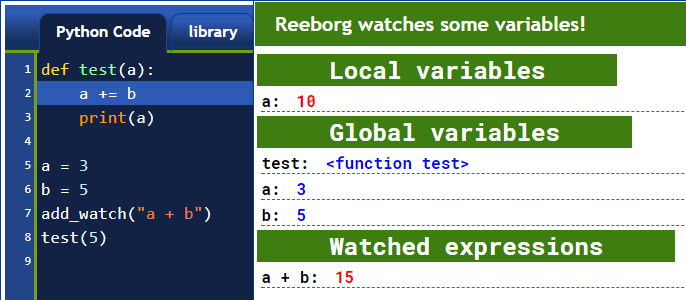 Python Code library
1 def test(a):
2     a += b
3     print(a)
4
5 a = 3
6 b = 5
7 add_watch("a + b")
8 test(5)
9
Reeborg watches some variables!
Local variables
a: 10
Global variables
test: <function test>
a: 3
b: 5
Watched expressions
a + b: 15